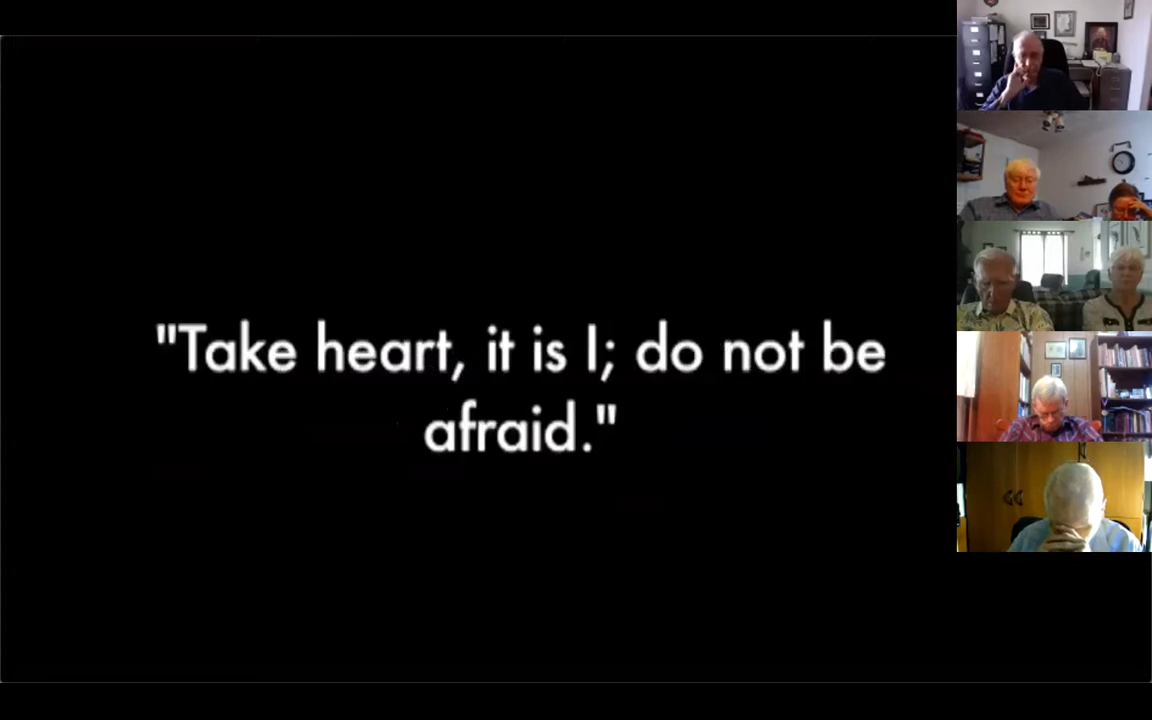 "Take heart, it is I; do not be
afraid."